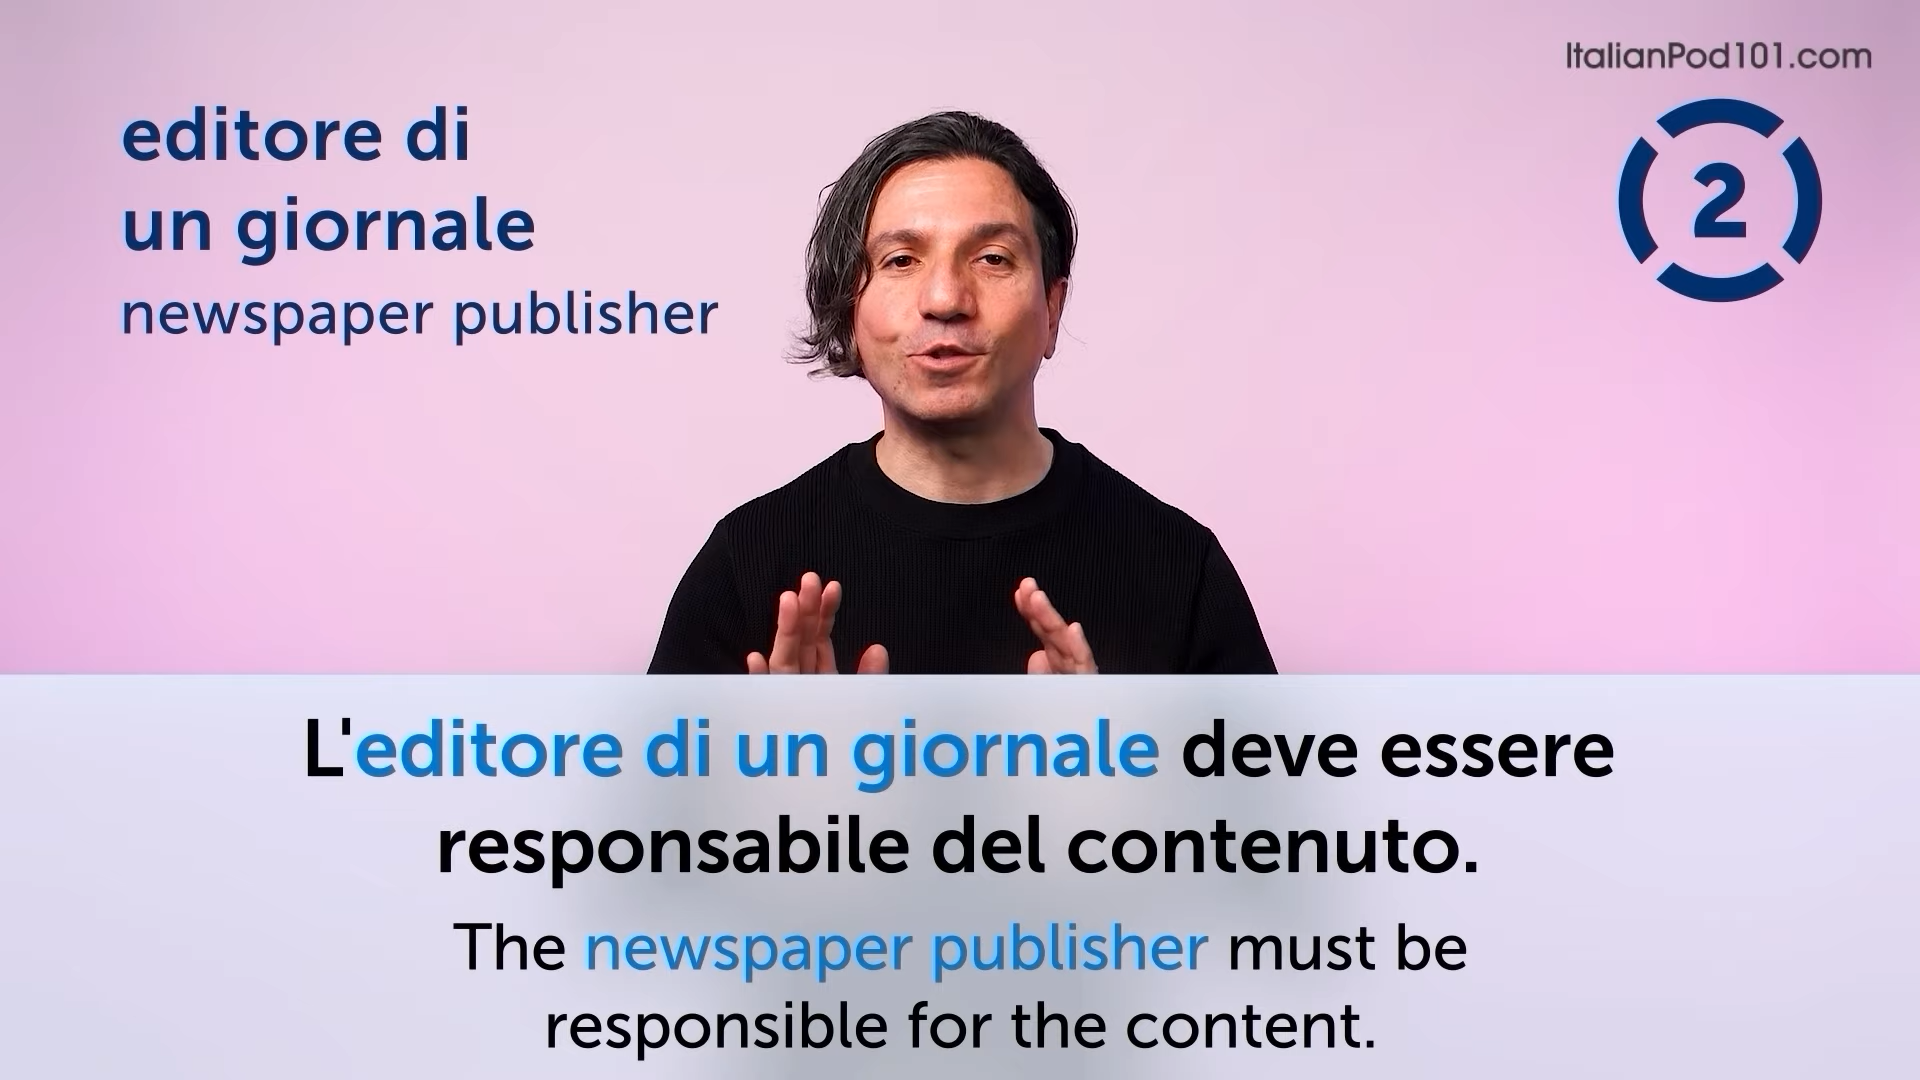 ItalianPod101.com
editore di
un giornale
newspaper publisher
2
L'editore di un giornale deve essere
responsabile del contenuto.
The newspaper publisher must be
responsible for the content.